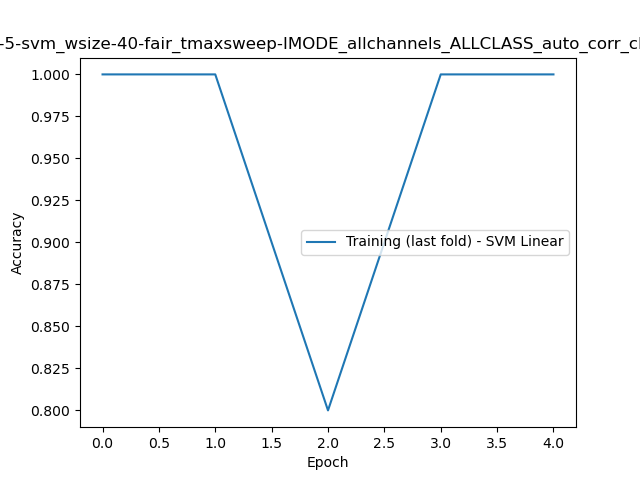 -5-svm_wsize-40-fair_tmaxsweep-IMODE_allchannels_ALLCLASS_auto_corr_cl
1.000
0.975
0.950
0.925
0.900
0.875
0.850
0.825
0.800
Accuracy
Training (last fold) - SVM Linear
0.0 0.5 1.0 1.5 2.0 2.5 3.0 3.5 4.0
Epoch